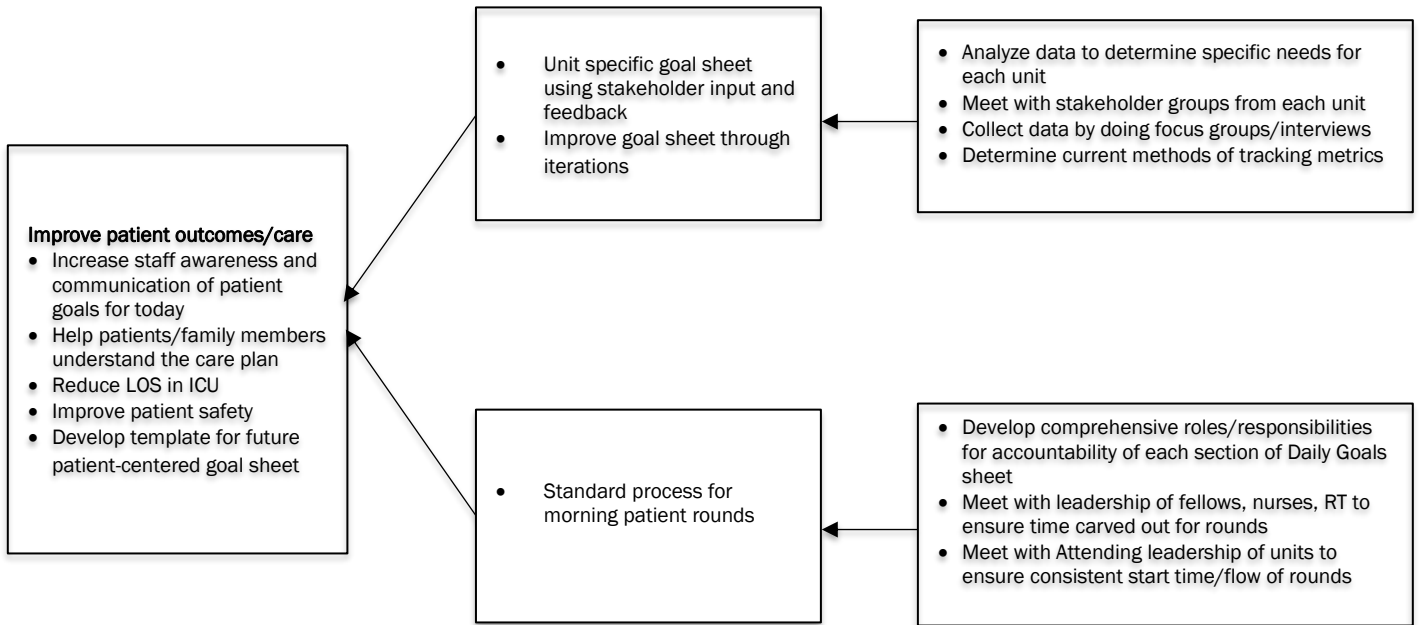 Improve patient outcomes/care
• Increase staff awareness and
communication of patient
goals for today
• Help patients/family members
understand the care plan
• Reduce LOS in ICU
• Improve patient safety
• Develop template for future
patient-centered goal sheet
• Unit specific goal sheet
using stakeholder input and
feedback
• Improve goal sheet through
iterations
• Standard process for
morning patient rounds
• Analyze data to determine specific needs for
each unit
• Meet with stakeholder groups from each unit
• Collect data by doing focus groups/interviews
• Determine current methods of tracking metrics
• Develop comprehensive roles/responsibilities
for accountability of each section of Daily Goals
sheet
• Meet with leadership of fellows, nurses, RT to
ensure time carved out for rounds
• Meet with Attending leadership of units to
ensure consistent start time/flow of rounds